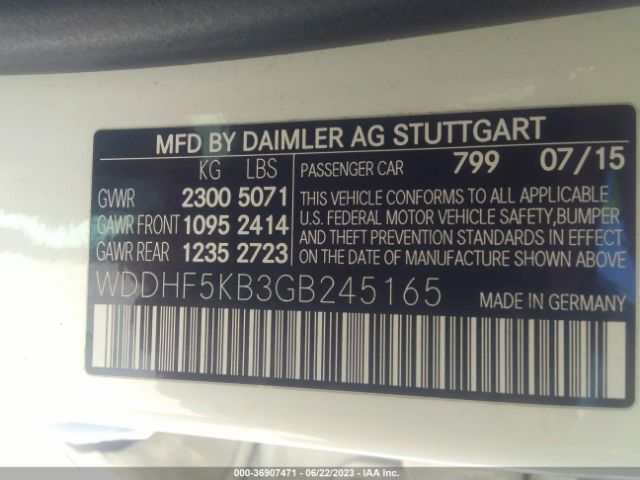 MFD BY DAIMLER AG STUTTGART
KG LBS
GVWR 2300 5071
GAWR FRONT 1095 2414
GAWR REAR 1235 2723
PASSENGER CAR 799 07/15
THIS VEHICLE CONFORMS TO ALL APPLICABLE
U.S. FEDERAL MOTOR VEHICLE SAFETY,BUMPER
AND THEFT PREVENTION STANDARDS IN EFFECT
ON THE DATE OF MANUFACTURE SHOWN ABOVE.
WDDHF5KB3GB245165 MADE IN GERMANY
000-36907471 - 06/22/2023 - IAA Inc.